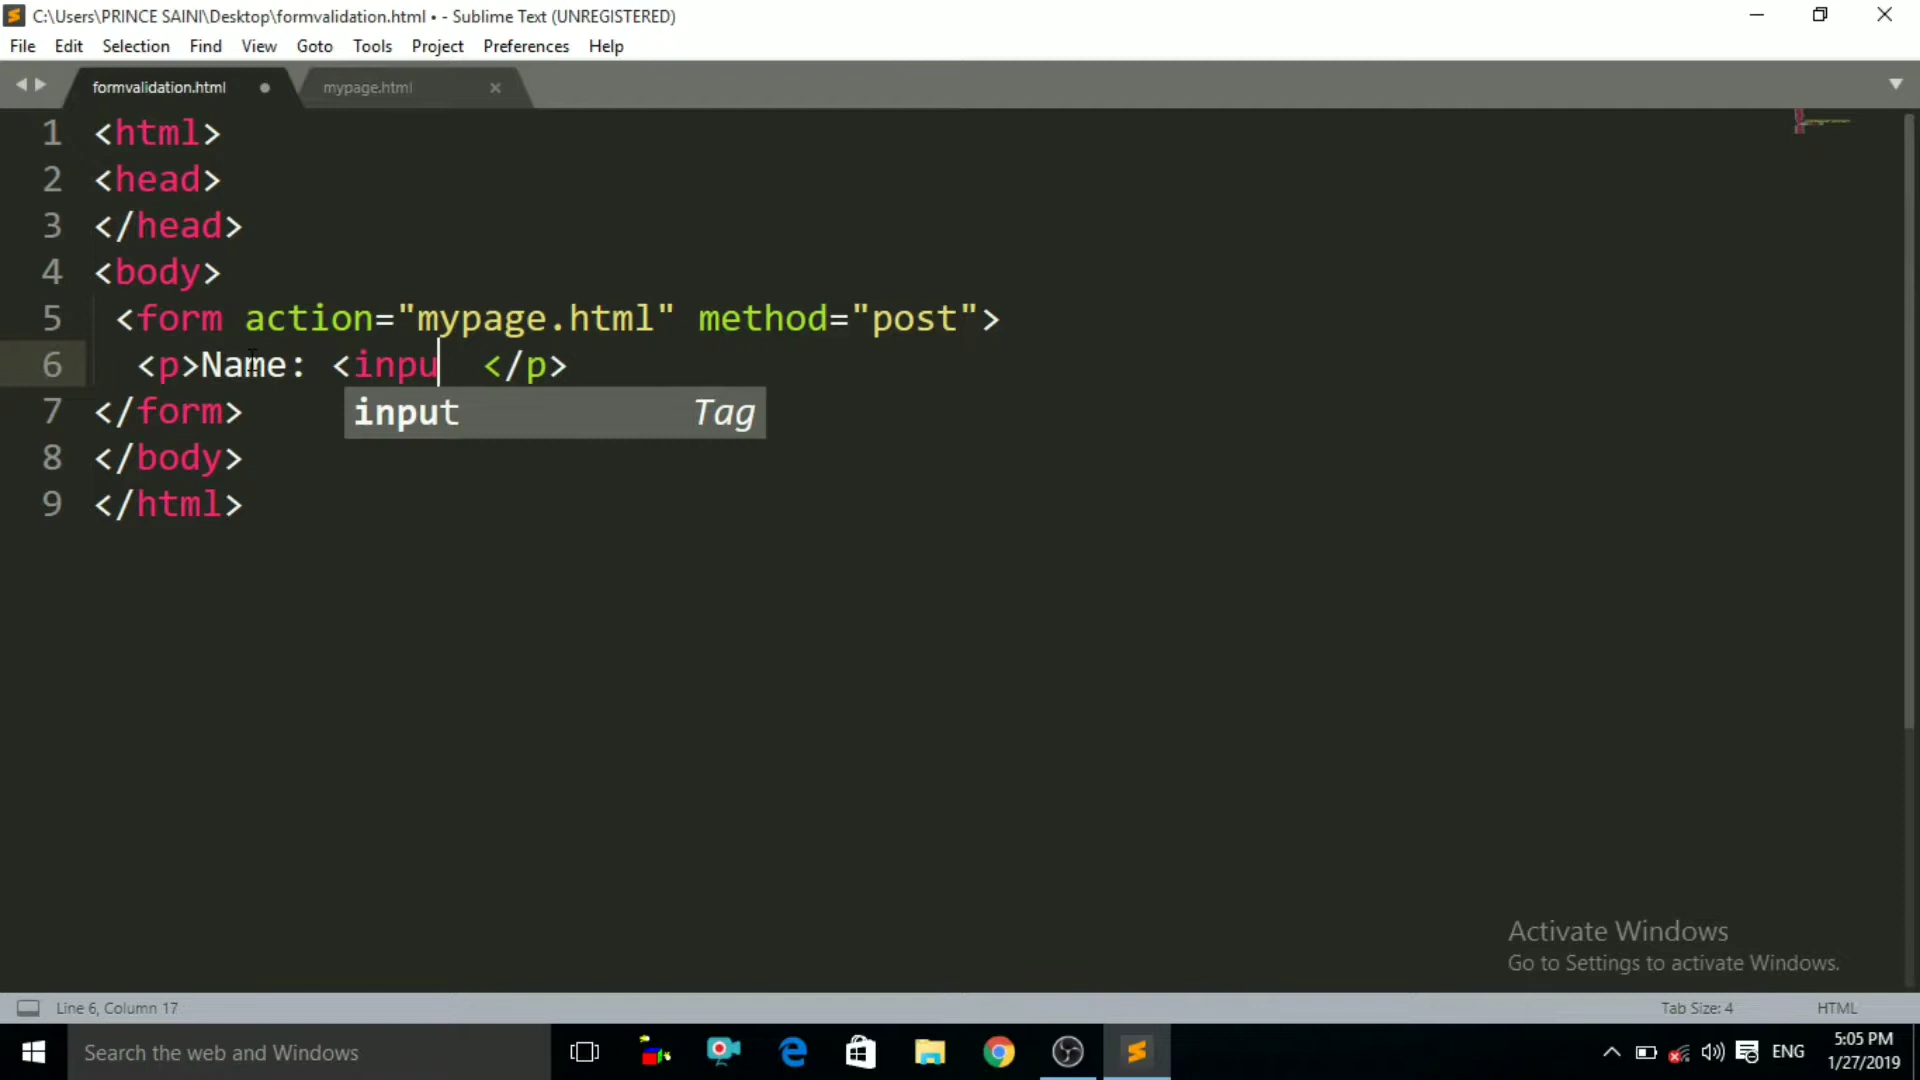 C:\Users\PRINCE SAINI\Desktop\formvalidation.html • - Sublime Text (UNREGISTERED)
File Edit Selection Find View Goto Tools Project Preferences Help
formvalidation.html mypage.html
1 <html>
2 <head>
3 </head>
4 <body>
5 <form action="mypage.html" method="post">
6 <p>Name: <inpu </p>
input Tag
7 </form>
8 </body>
9 </html>
Activate Windows
Go to Settings to activate Windows.
Line 6, Column 17 Tab Size: 4 HTML
Search the web and Windows ENG 5:05 PM
1/27/2019